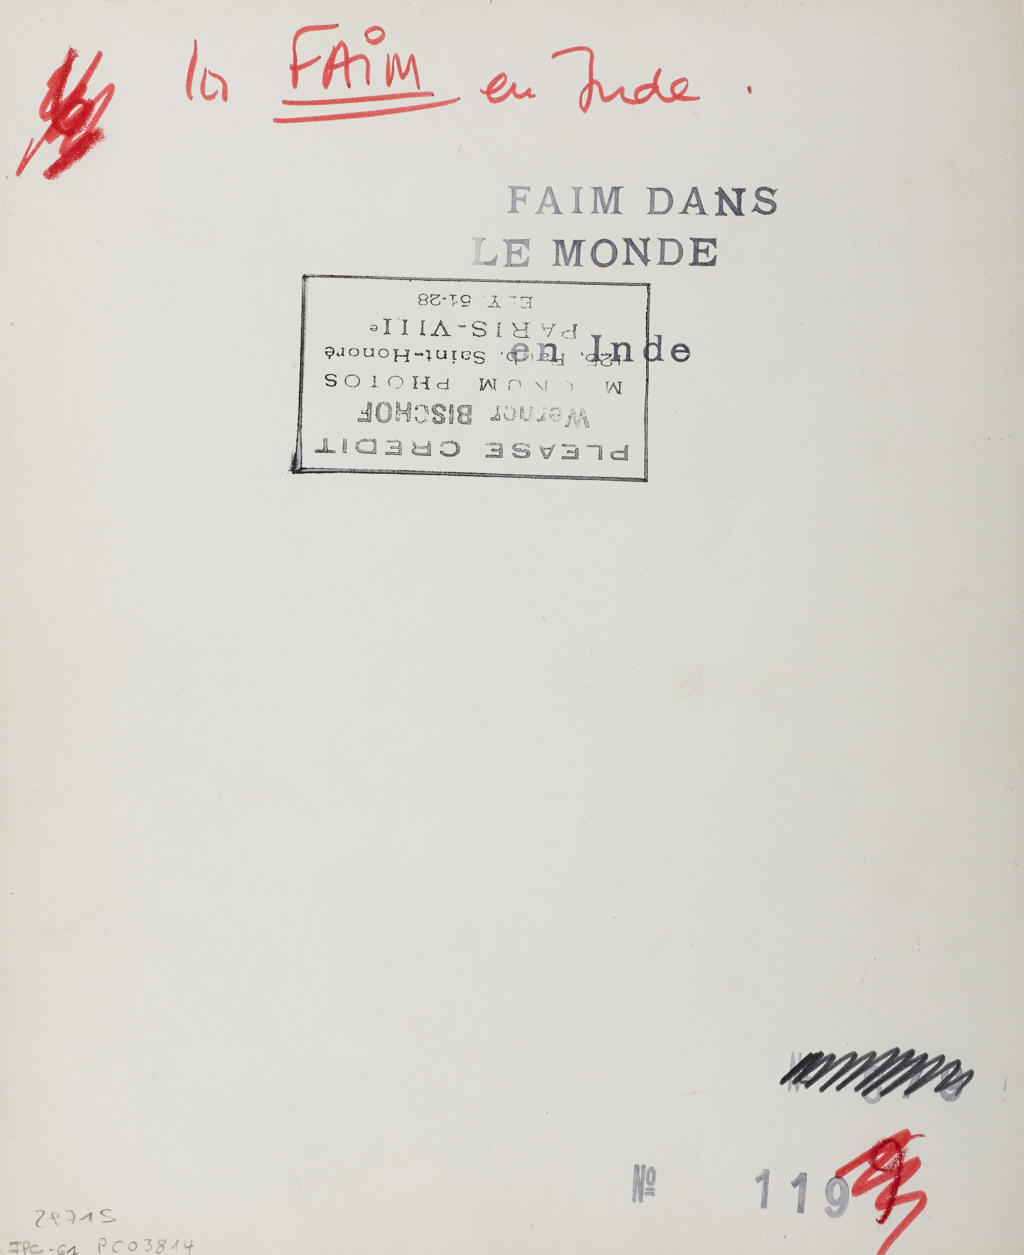 la FAIM en Inde.
FAIM DANS
LE MONDE
en Inde
PLEASE CREDIT
Werner BISCHOF
MAGNUM PHOTOS
125, Faub. Saint-Honoré
PARIS-VIIIe
ELY. 51-28
Nº 119
29715
PC03814